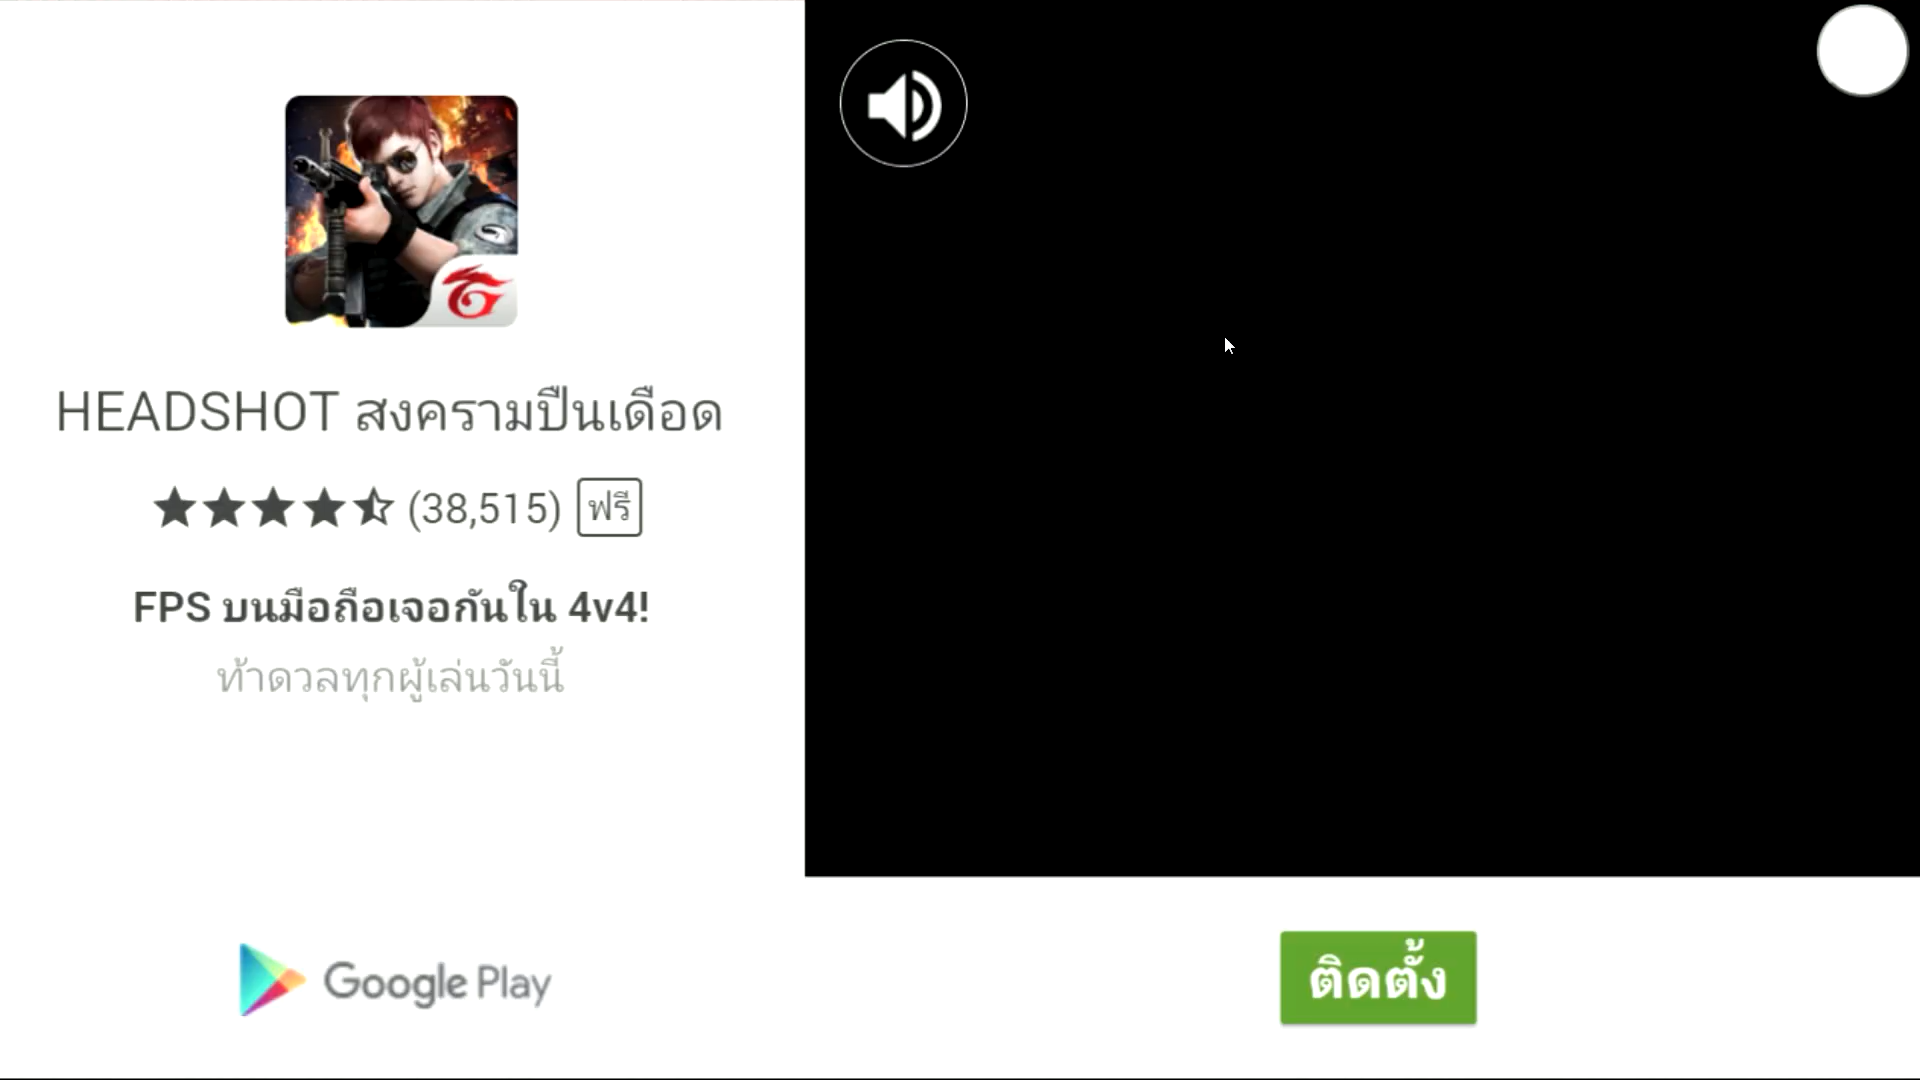 HEADSHOT สงครามปืนเดือด
(38,515) ฟรี
FPS บนมือถือเจอกันใน 4v4!
ท้าดวลทุกผู้เล่นวันนี้
Google Play
ติดตั้ง